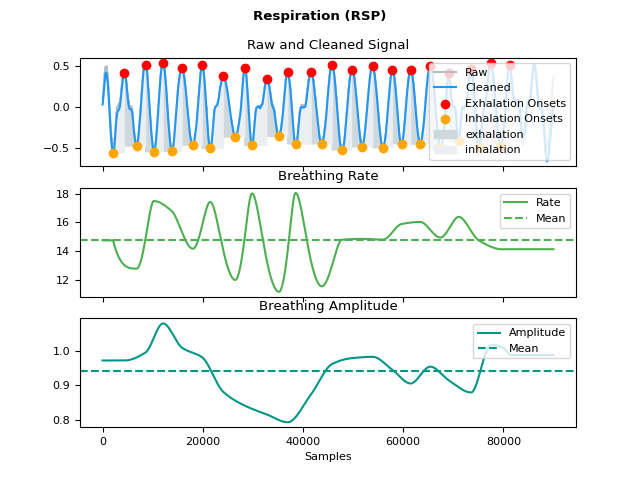 Respiration (RSP)
Raw and Cleaned Signal
0.5
0.0
−0.5
Raw
Cleaned
Exhalation Onsets
Inhalation Onsets
exhalation
inhalation
Breathing Rate
18
16
14
12
Rate
Mean
Breathing Amplitude
1.0
0.9
0.8
Amplitude
Mean
0
20000
40000
60000
80000
Samples